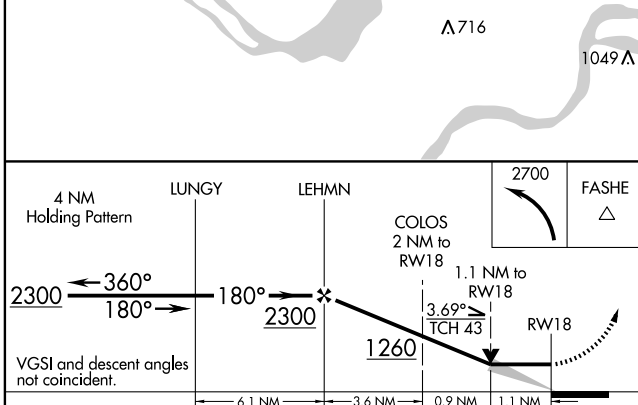 716
1049
4 NM
Holding Pattern
LUNGY
LEHMN
2700
FASHE
COLOS
2 NM to
RW18
1.1 NM to
RW18
2300
360°
180°
180°
2300
3.69°
TCH 43
1260
RW18
VGSI and descent angles
not coincident.
6.1 NM
3.6 NM
0.9 NM
1.1 NM